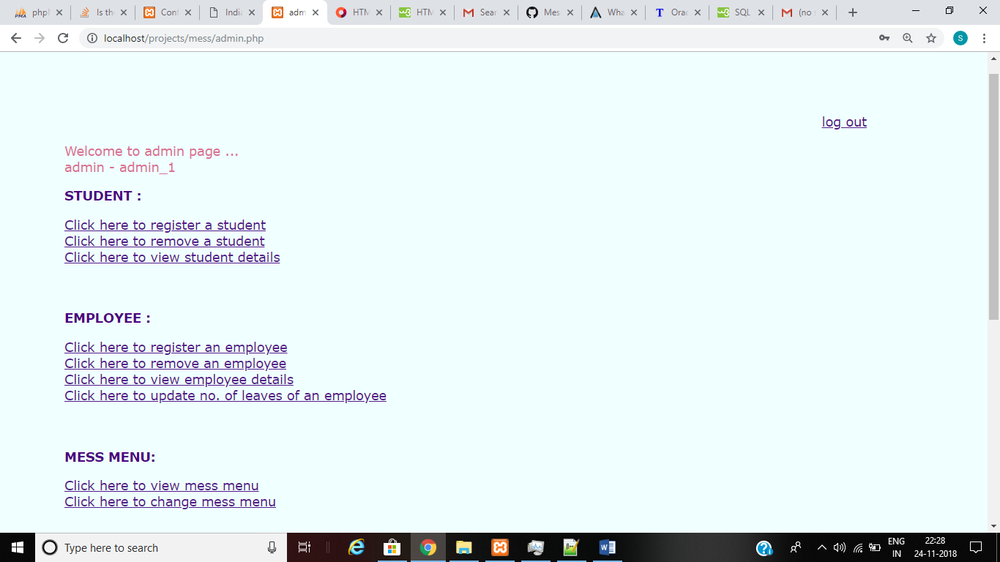 phpl
Is th
Conf
India
adm
HTM
HTM
Sear
Mes
Wha
Orac
SQL
(no s
localhost/projects/mess/admin.php
S
log out
Welcome to admin page ...
admin - admin_1
STUDENT :
Click here to register a student
Click here to remove a student
Click here to view student details
EMPLOYEE :
Click here to register an employee
Click here to remove an employee
Click here to view employee details
Click here to update no. of leaves of an employee
MESS MENU:
Click here to view mess menu
Click here to change mess menu
Type here to search
ENG
IN
22:28
24-11-2018